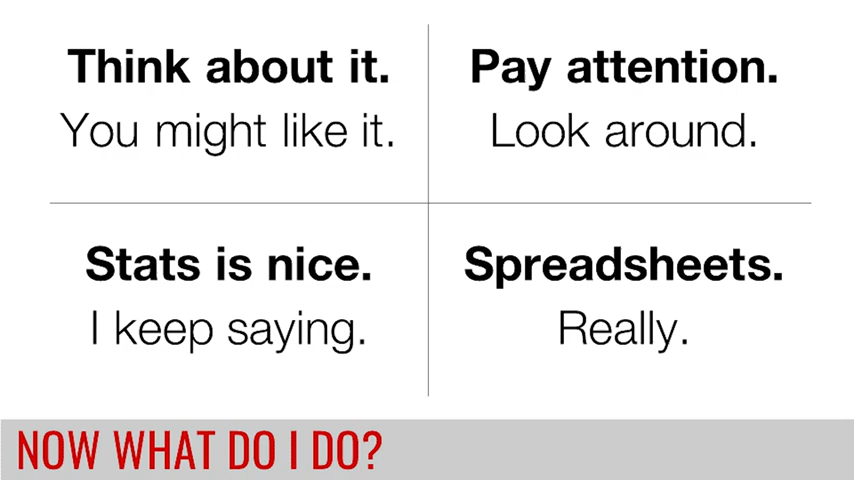 Think about it.
You might like it.
Pay attention.
Look around.
Stats is nice.
I keep saying.
Spreadsheets.
Really.
NOW WHAT DO I DO?